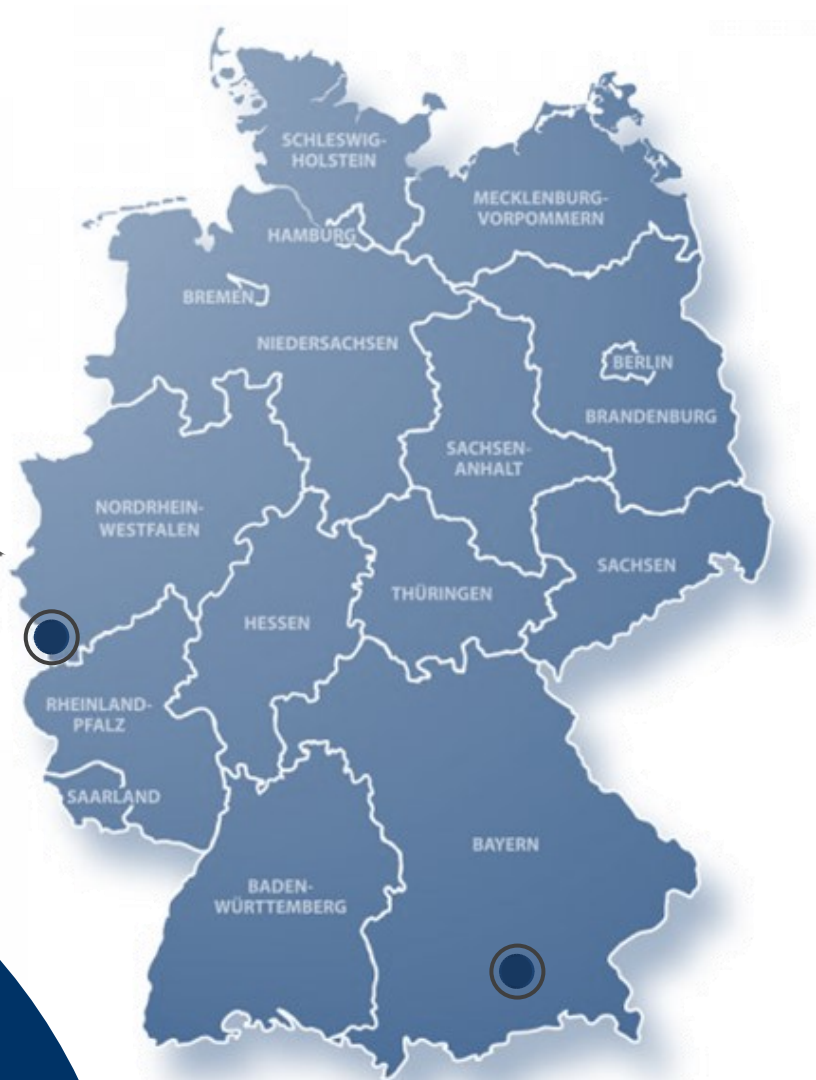 SCHLESWIG-
HOLSTEIN
MECKLENBURG-
VORPOMMERN
HAMBURG
BREMEN
NIEDERSACHSEN
BERLIN
BRANDENBURG
SACHSEN-
ANHALT
NORDRHEIN-
WESTFALEN
SACHSEN
THÜRINGEN
HESSEN
RHEINLAND-
PFALZ
SAARLAND
BAYERN
BADEN-
WÜRTTEMBERG